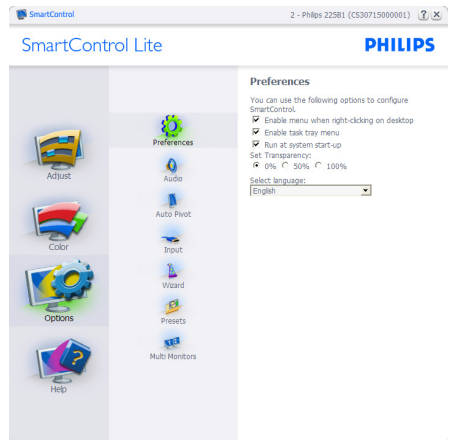 SmartControl
2 - Philips 225B1 (CS30715000001)
SmartControl Lite
PHILIPS
Adjust
Color
Options
Help
Preferences
Audio
Auto Pivot
Input
Wizard
Presets
Multi Monitors
Preferences
You can use the following options to configure
SmartControl.
Enable menu when right-clicking on desktop
Enable task tray menu
Run at system start-up
Set Transparency:
0% 50% 100%
Select language:
English